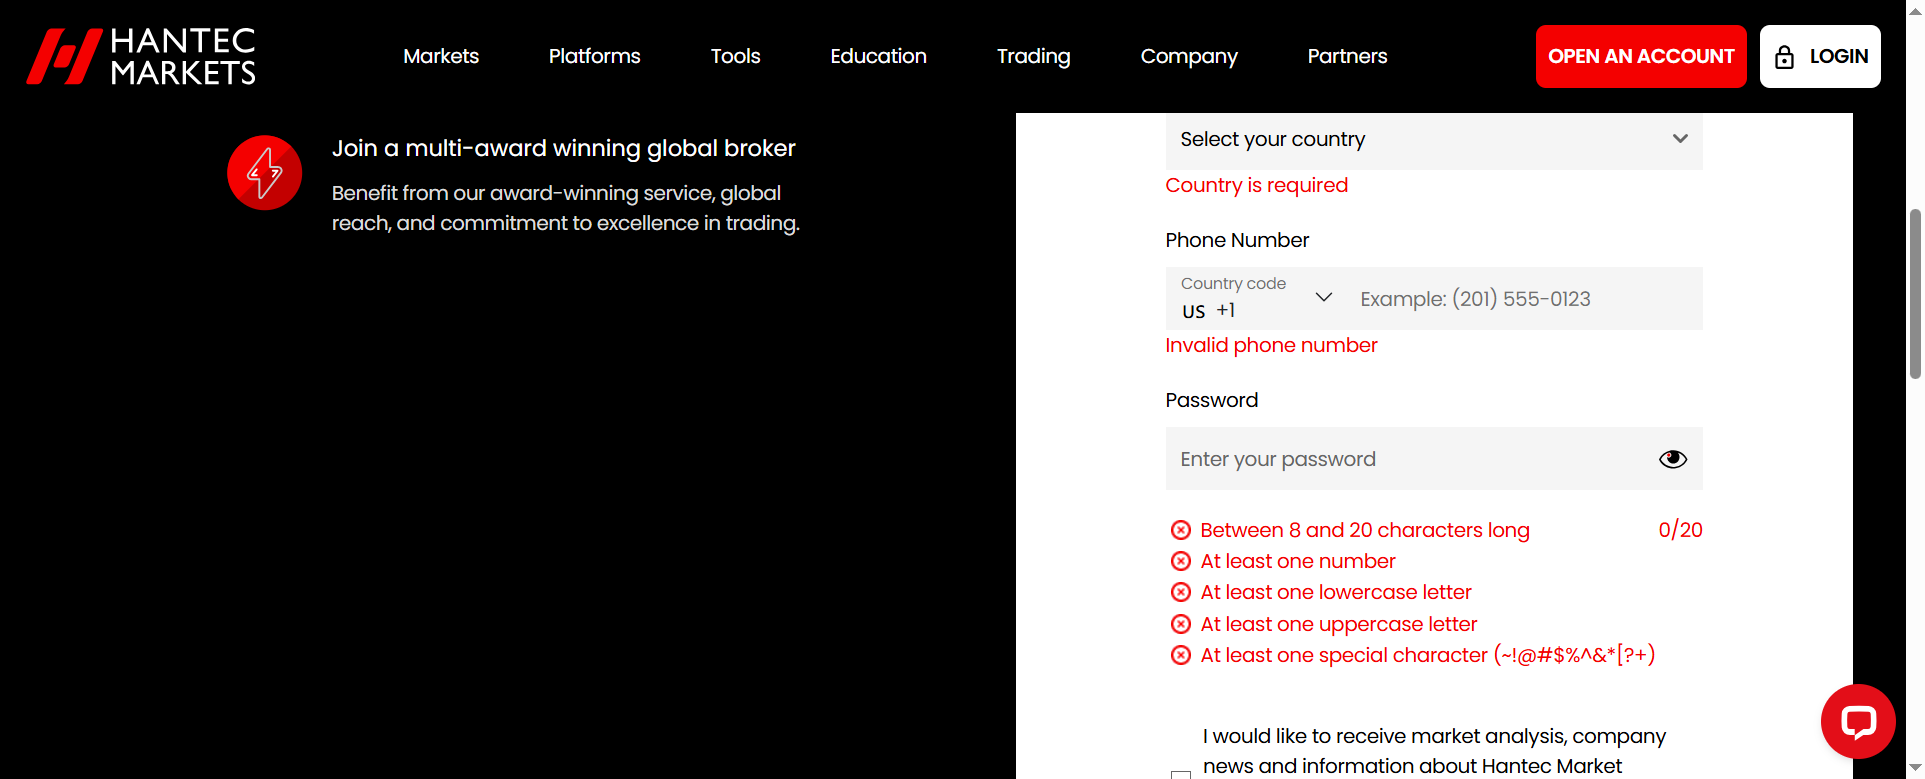 HANTEC
MARKETS
Markets
Platforms
Tools
Education
Trading
Company
Partners
OPEN AN ACCOUNT
LOGIN
Join a multi-award winning global broker
Benefit from our award-winning service, global
reach, and commitment to excellence in trading.
Select your country
Country is required
Phone Number
Country code
US +1
Example: (201) 555-0123
Invalid phone number
Password
Enter your password
Between 8 and 20 characters long
0/20
At least one number
At least one lowercase letter
At least one uppercase letter
At least one special character (~!@#$%^&*[?+)
I would like to receive market analysis, company
news and information about Hantec Market